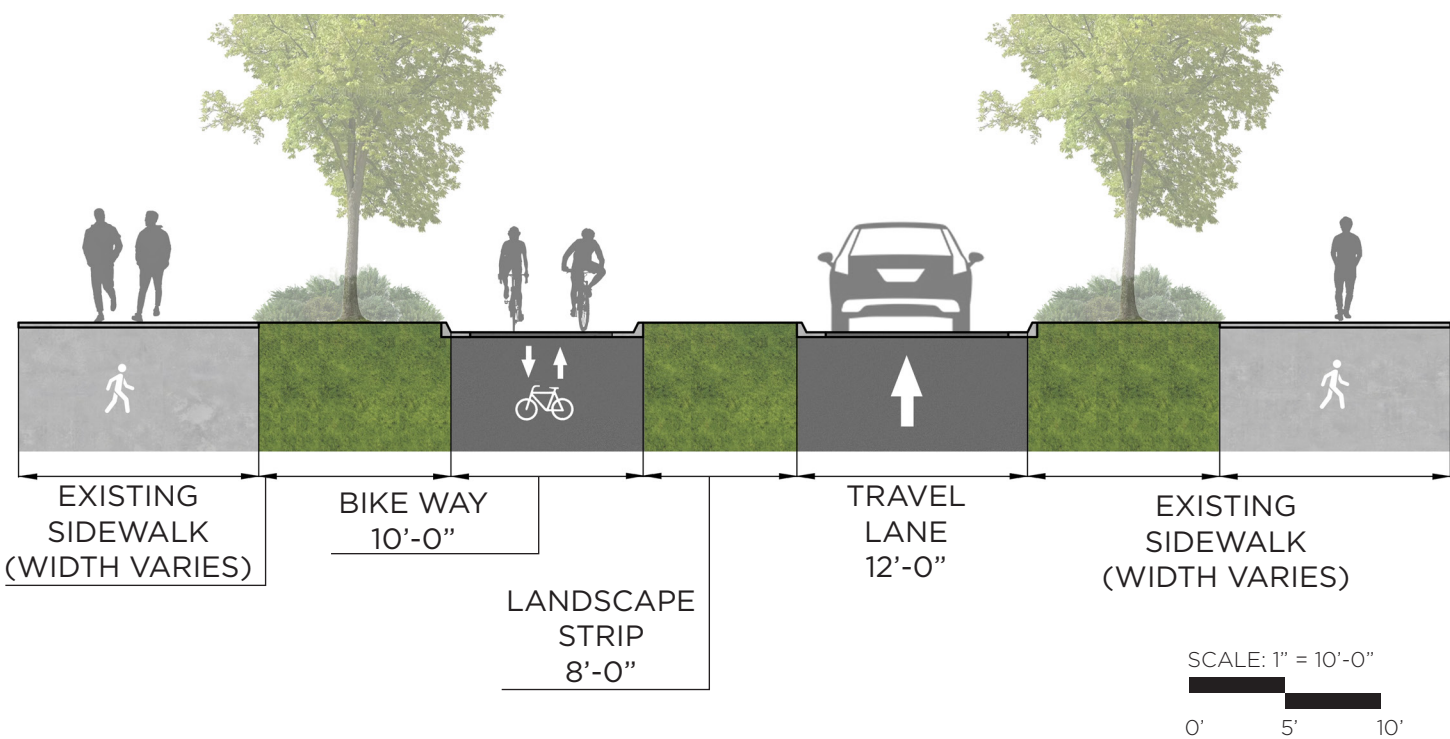 EXISTING
SIDEWALK
(WIDTH VARIES)
BIKE WAY
10’-0”
LANDSCAPE
STRIP
8’-0”
TRAVEL
LANE
12’-0”
EXISTING
SIDEWALK
(WIDTH VARIES)
SCALE: 1” = 10’-0”
0’ 5’ 10’